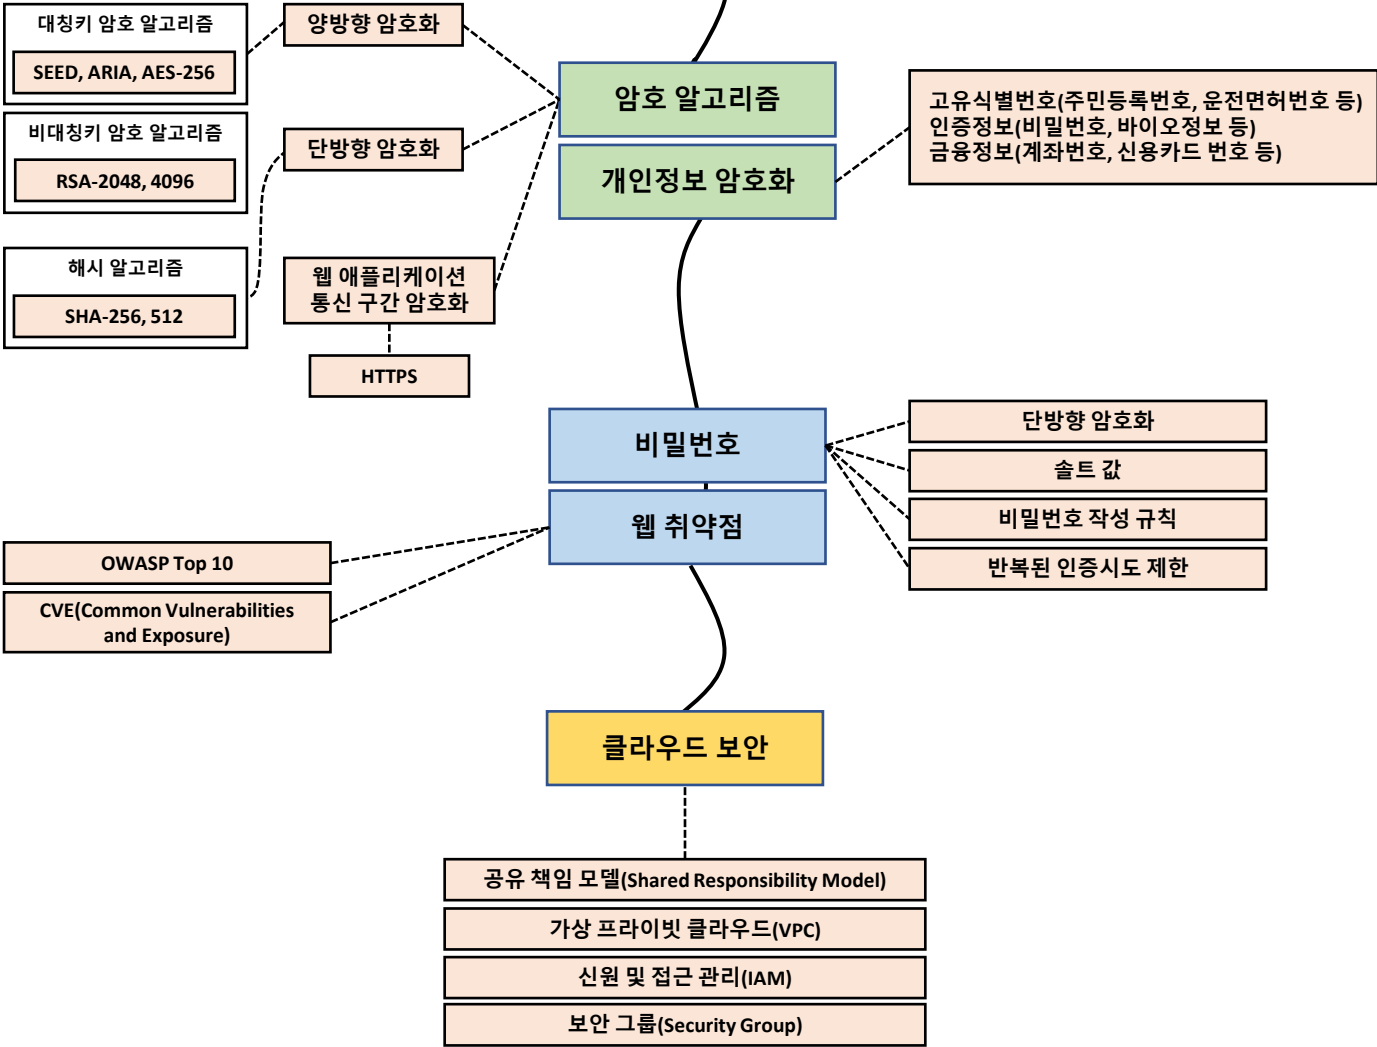 대칭키 암호 알고리즘
SEED, ARIA, AES-256
비대칭키 암호 알고리즘
RSA-2048, 4096
해시 알고리즘
SHA-256, 512
양방향 암호화
단방향 암호화
웹 애플리케이션
통신 구간 암호화
HTTPS
암호 알고리즘
개인정보 암호화
고유식별번호(주민등록번호, 운전면허번호 등)
인증정보(비밀번호, 바이오정보 등)
금융정보(계좌번호, 신용카드 번호 등)
비밀번호
웹 취약점
단방향 암호화
솔트 값
비밀번호 작성 규칙
반복된 인증시도 제한
OWASP Top 10
CVE(Common Vulnerabilities
and Exposure)
클라우드 보안
공유 책임 모델(Shared Responsibility Model)
가상 프라이빗 클라우드(VPC)
신원 및 접근 관리(IAM)
보안 그룹(Security Group)